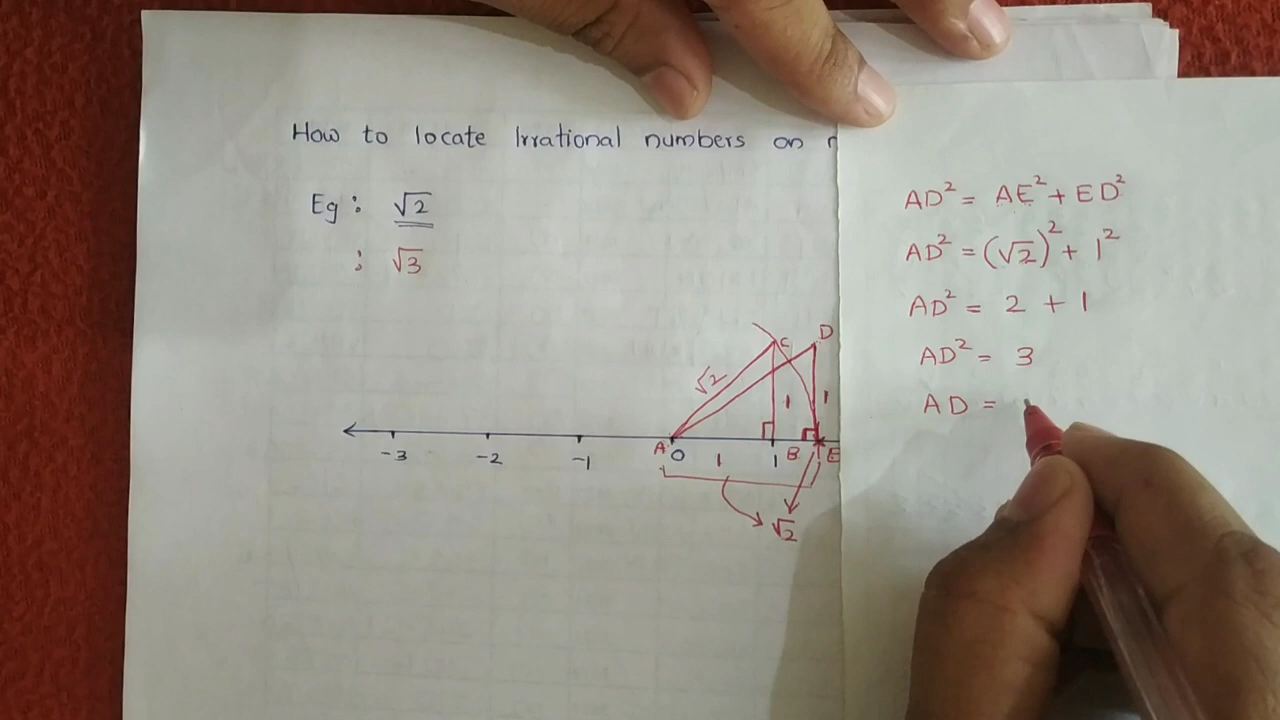 How to locate Irrational numbers on
Eg : √2
: √3
AD² = AE² + ED²
AD² = (√2)² + 1²
AD² = 2 + 1
AD² = 3
AD =
C D
√2 1 1
-3 -2 -1 A 0 1 1 B E
√2